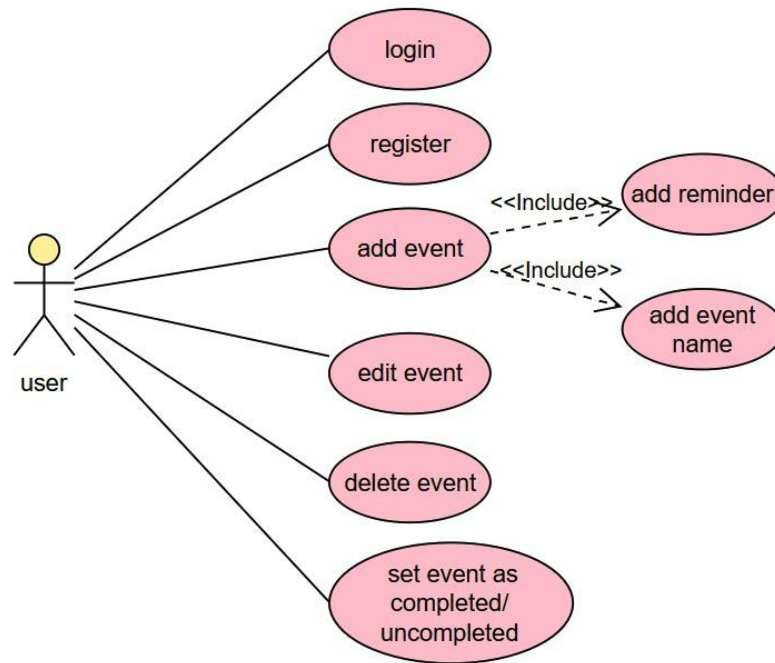 login
register
<<Include>>
add reminder
add event
<<Include>>
add event
name
user
edit event
delete event
set event as
completed/
uncompleted